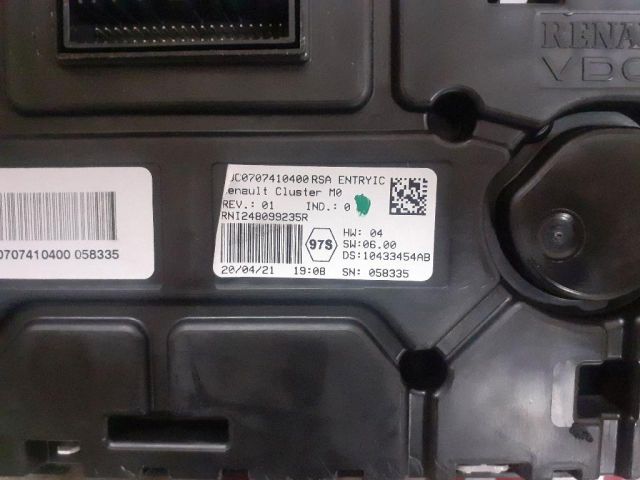 RENA
VDO
0707410400 058335
C0707410400 RSA ENTRYIC
enault Cluster M0
REV.: 01 IND.: 0
RNI248099235R
97S
HW: 04
SW:06.00
DS:10433454AB
20/04/21 19:08 SN: 058335